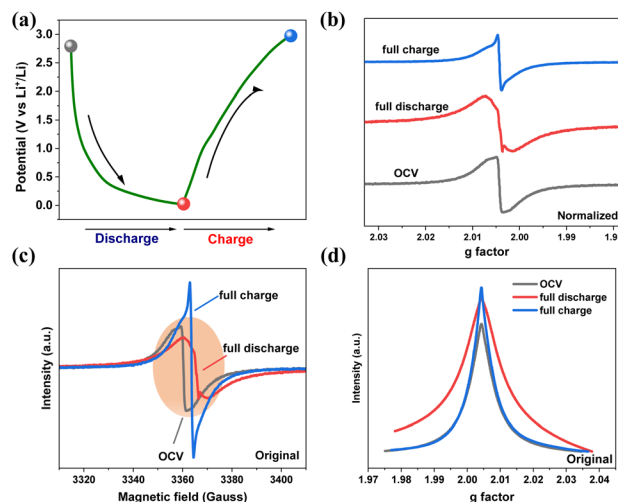 (a)
Potential (V vs Li⁺/Li)
3.0
2.5
2.0
1.5
1.0
0.5
0.0
Discharge
Charge
(b)
full charge
full discharge
OCV
Normalized
2.03
2.02
2.01
2.00
1.99
1.98
g factor
(c)
Intensity (a.u.)
full charge
full discharge
OCV
Original
3320
3340
3360
3380
3400
Magnetic field (Gauss)
(d)
Intensity (a.u.)
OCV
full discharge
full charge
Original
1.97
1.98
1.99
2.00
2.01
2.02
2.03
2.04
g factor